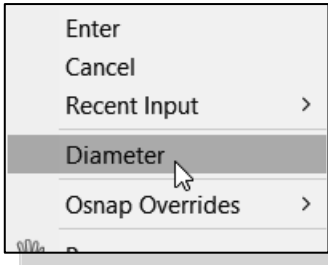 Enter
Cancel
Recent Input
Diameter
Osnap Overrides